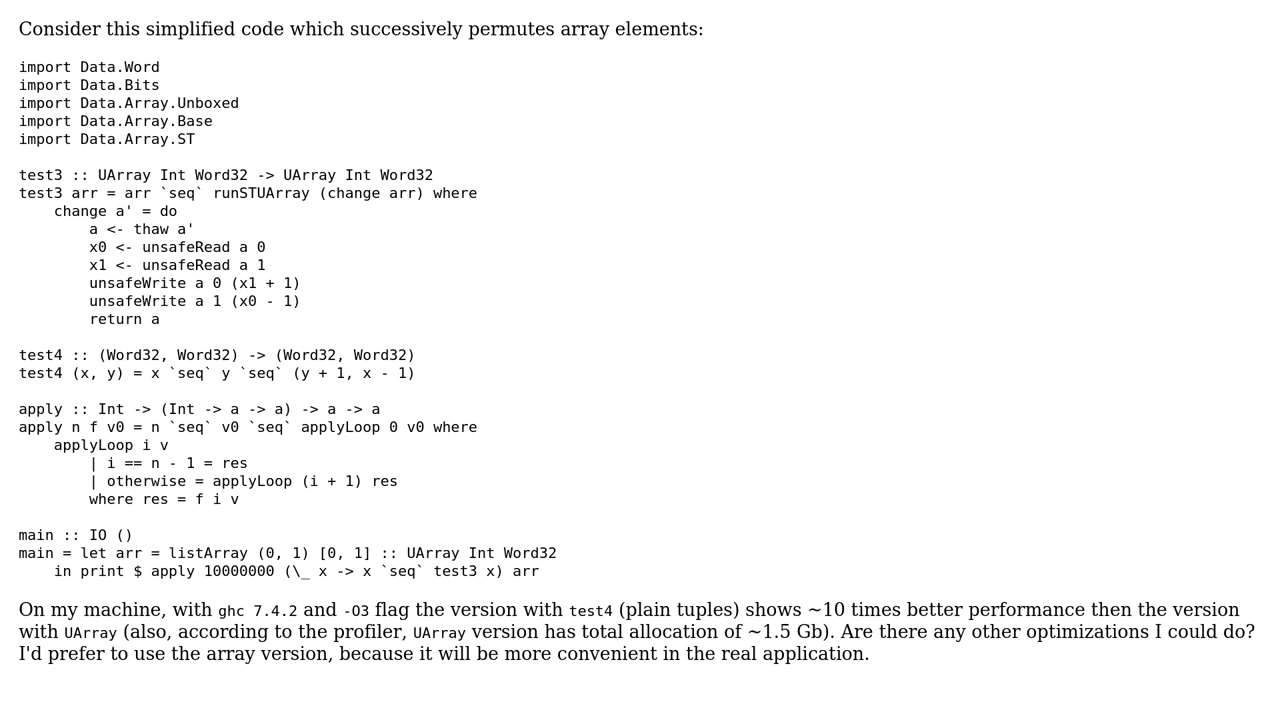 Consider this simplified code which successively permutes array elements:
import Data.Word
import Data.Bits
import Data.Array.Unboxed
import Data.Array.Base
import Data.Array.ST
test3 :: UArray Int Word32 -> UArray Int Word32
test3 arr = arr `seq` runSTUArray (change arr) where
    change a' = do
        a <- thaw a'
        x0 <- unsafeRead a 0
        x1 <- unsafeRead a 1
        unsafeWrite a 0 (x1 + 1)
        unsafeWrite a 1 (x0 - 1)
        return a
test4 :: (Word32, Word32) -> (Word32, Word32)
test4 (x, y) = x `seq` y `seq` (y + 1, x - 1)
apply :: Int -> (Int -> a -> a) -> a -> a
apply n f v0 = n `seq` v0 `seq` applyLoop 0 v0 where
    applyLoop i v
        | i == n - 1 = res
        | otherwise = applyLoop (i + 1) res
        where res = f i v
main :: IO ()
main = let arr = listArray (0, 1) [0, 1] :: UArray Int Word32
    in print $ apply 10000000 (\_ x -> x `seq` test3 x) arr
On my machine, with ghc 7.4.2 and -O3 flag the version with test4 (plain tuples) shows ~10 times better performance then the version
with UArray (also, according to the profiler, UArray version has total allocation of ~1.5 Gb). Are there any other optimizations I could do?
I'd prefer to use the array version, because it will be more convenient in the real application.